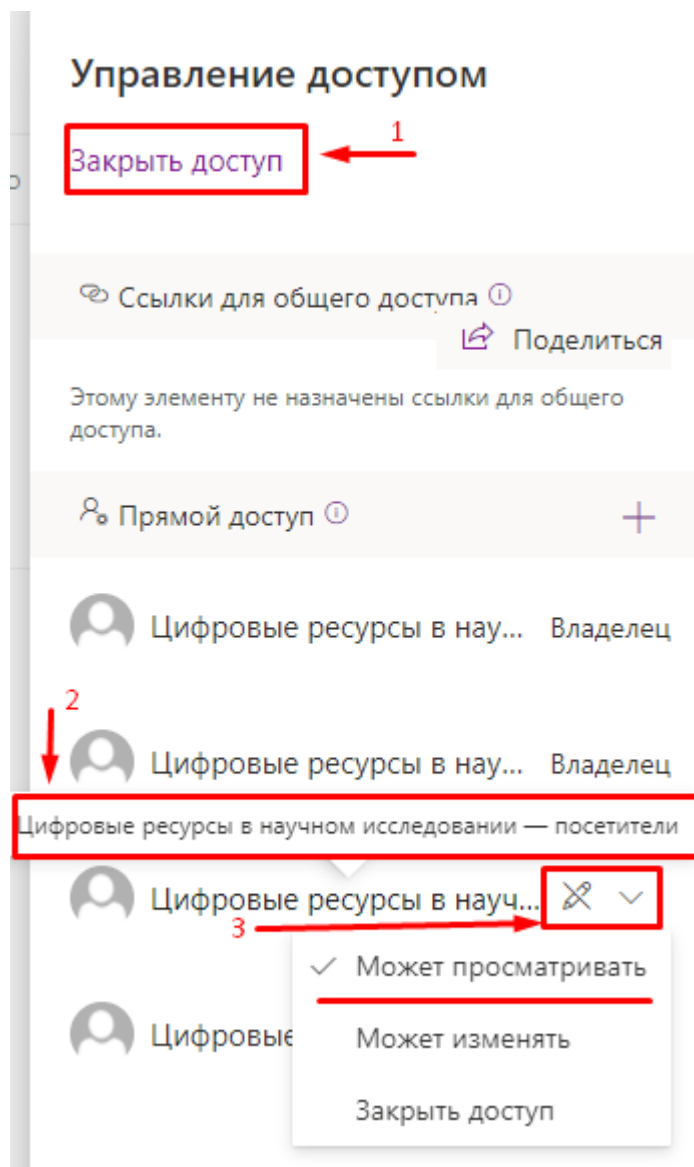 Управление доступом
1
Закрыть доступ
Ссылки для общего доступа
Поделиться
Этому элементу не назначены ссылки для общего
доступа.
Прямой доступ
Цифровые ресурсы в нау... Владелец
2
Цифровые ресурсы в нау... Владелец
Цифровые ресурсы в научном исследовании — посетители
Цифровые ресурсы в науч...
3
Может просматривать
Цифровые
Может изменять
Закрыть доступ